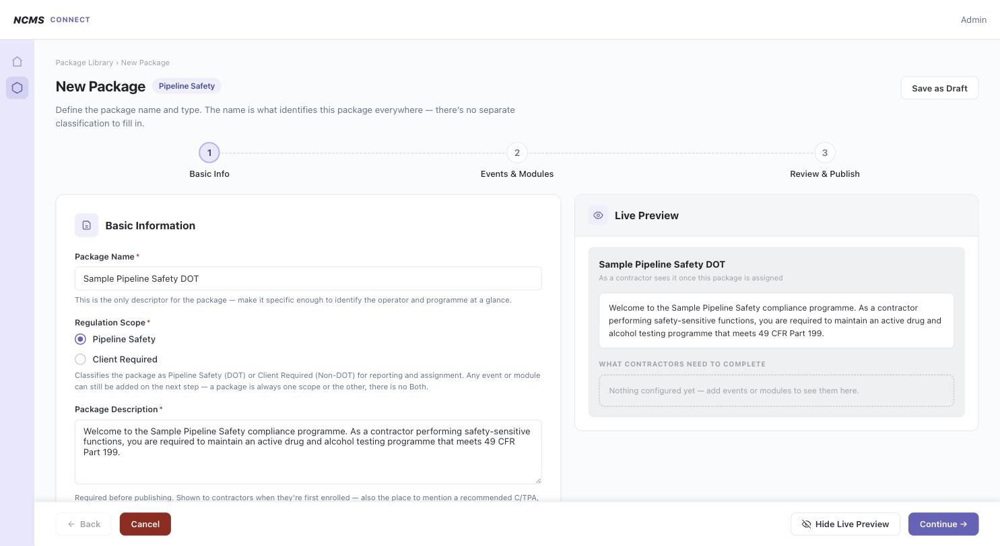 NCMS CONNECT
Admin
Package Library › New Package
New Package
Pipeline Safety
Save as Draft
Define the package name and type. The name is what identifies this package everywhere — there's no separate
classification to fill in.
1
2
3
Basic Info
Events & Modules
Review & Publish
Basic Information
Package Name*
Sample Pipeline Safety DOT
This is the only descriptor for the package — make it specific enough to identify the operator and programme at a glance.
Regulation Scope*
Pipeline Safety
Client Required
Classifies the package as Pipeline Safety (DOT) or Client Required (Non-DOT) for reporting and assignment. Any event or module
can still be added on the next step — a package is always one scope or the other, there is no Both.
Package Description*
Welcome to the Sample Pipeline Safety compliance programme. As a contractor performing safety-sensitive
functions, you are required to maintain an active drug and alcohol testing programme that meets 49 CFR
Part 199.
Required before publishing. Shown to contractors when they're first enrolled — also the place to mention a recommended C/TPA,
Live Preview
Sample Pipeline Safety DOT
As a contractor sees it once this package is assigned
Welcome to the Sample Pipeline Safety compliance programme. As a contractor
performing safety-sensitive functions, you are required to maintain an active drug and
alcohol testing programme that meets 49 CFR Part 199.
WHAT CONTRACTORS NEED TO COMPLETE
Nothing configured yet — add events or modules to see them here.
← Back
Cancel
Hide Live Preview
Continue →